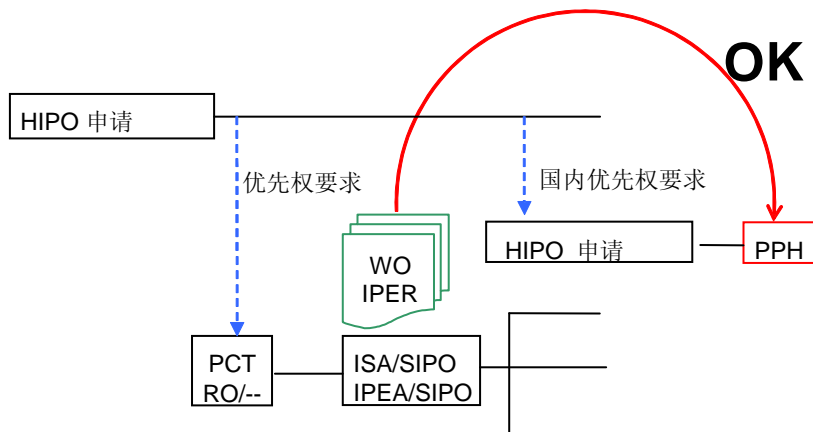 OK
HIPO 申请
优先权要求
国内优先权要求
WO
IPER
HIPO 申请
PPH
PCT
RO/--
ISA/SIPO
IPEA/SIPO